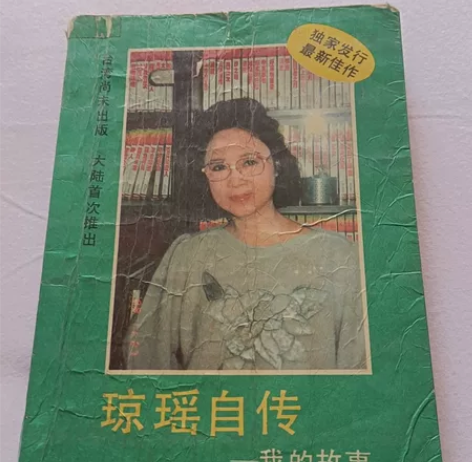 独家发行
最新佳作
台湾尚未出版 大陆首次推出
琼瑶自传
—我的故事